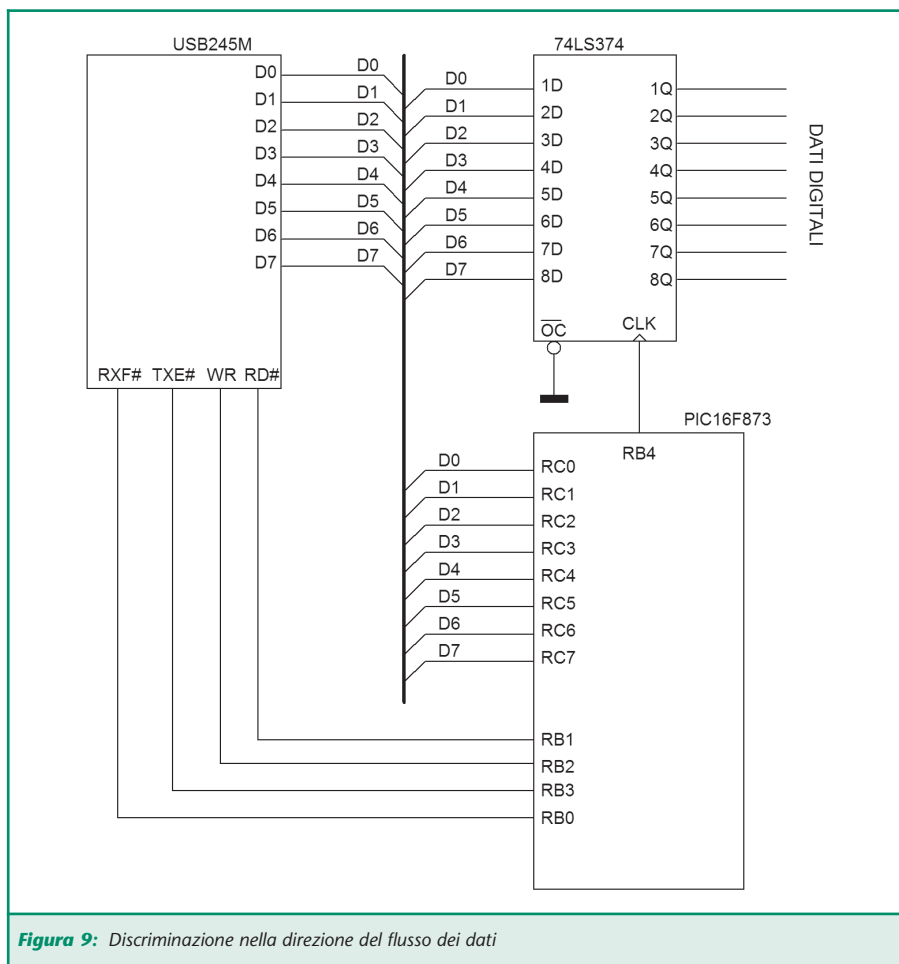 USB245M
D0
D1
D2
D3
D4
D5
D6
D7
D0
D1
D2
D3
D4
D5
D6
D7
RXF# TXE# WR RD#
74LS374
D0
D1
D2
D3
D4
D5
D6
D7
1D
2D
3D
4D
5D
6D
7D
8D
1Q
2Q
3Q
4Q
5Q
6Q
7Q
8Q
DATI DIGITALI
O̅C̅ CLK
PIC16F873
RB4
D0
D1
D2
D3
D4
D5
D6
D7
RC0
RC1
RC2
RC3
RC4
RC5
RC6
RC7
RB1
RB2
RB3
RB0
Figura 9: Discriminazione nella direzione del flusso dei dati